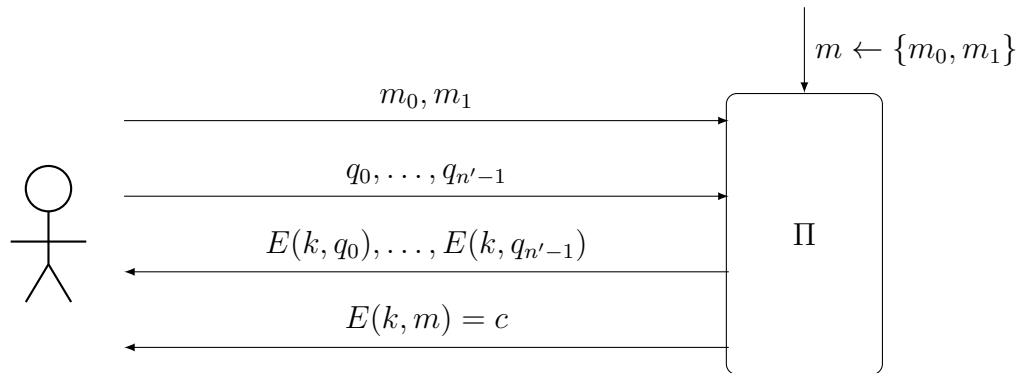 m ← {m_0, m_1}
m_0, m_1
q_0, . . . , q_{n'−1}
E(k, q_0), . . . , E(k, q_{n'−1})
Π
E(k, m) = c